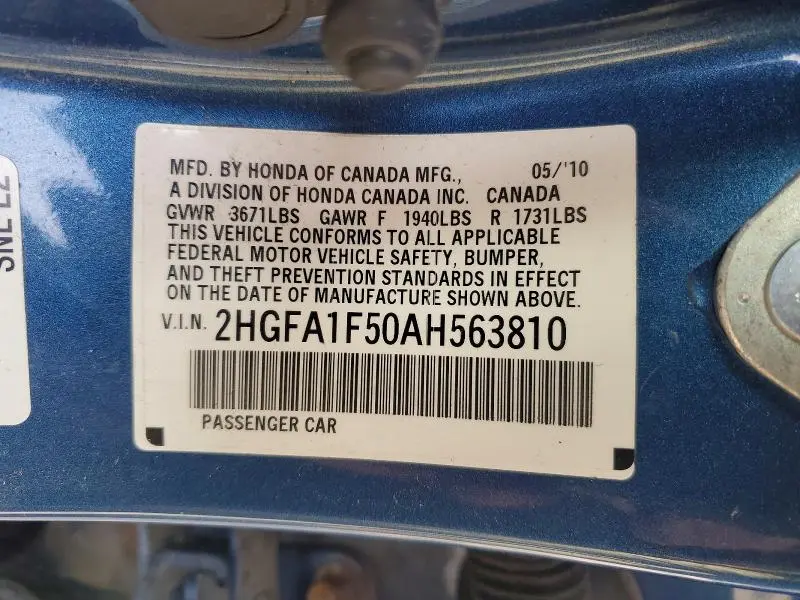 MFD. BY HONDA OF CANADA MFG., 05/'10
A DIVISION OF HONDA CANADA INC. CANADA
GVWR 3671LBS GAWR F 1940LBS R 1731LBS
THIS VEHICLE CONFORMS TO ALL APPLICABLE
FEDERAL MOTOR VEHICLE SAFETY, BUMPER,
AND THEFT PREVENTION STANDARDS IN EFFECT
ON THE DATE OF MANUFACTURE SHOWN ABOVE.
V.I.N. 2HGFA1F50AH563810
PASSENGER CAR